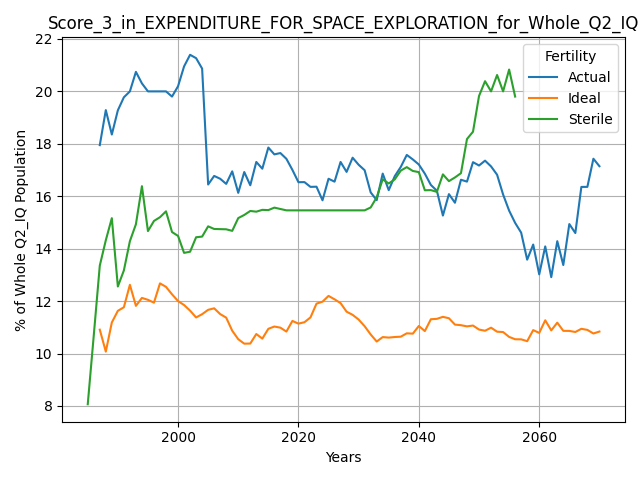 Score_3_in_EXPENDITURE_FOR_SPACE_EXPLORATION_for_Whole_Q2_IQ
% of Whole Q2_IQ Population
22
20
18
16
14
12
10
8
Fertility
Actual
Ideal
Sterile
2000
2020
2040
2060
Years